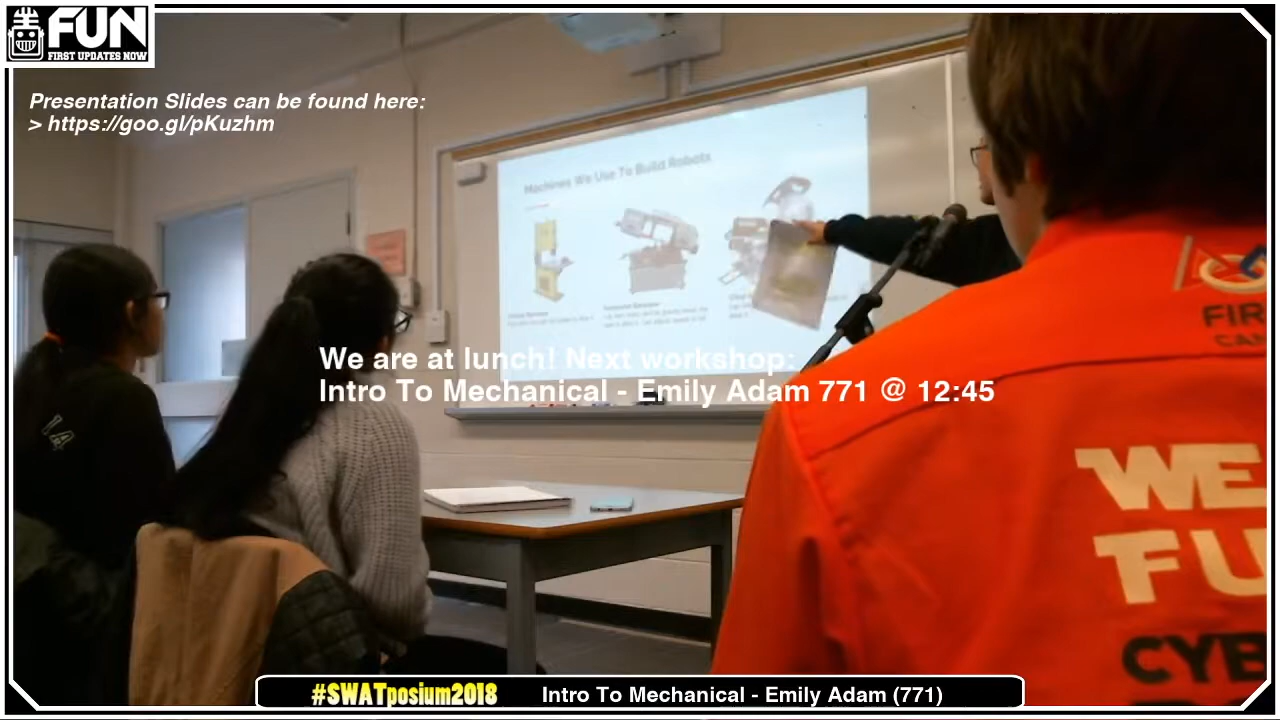 FUN
FIRST UPDATES NOW
Presentation Slides can be found here:
> https://goo.gl/pKuzhm
Machines We Use To Build Robots
We are at lunch! Next workshop:
Intro To Mechanical - Emily Adam 771 @ 12:45
FIR
CAN
WE
FU
CYB
#SWATposium2018
Intro To Mechanical - Emily Adam (771)